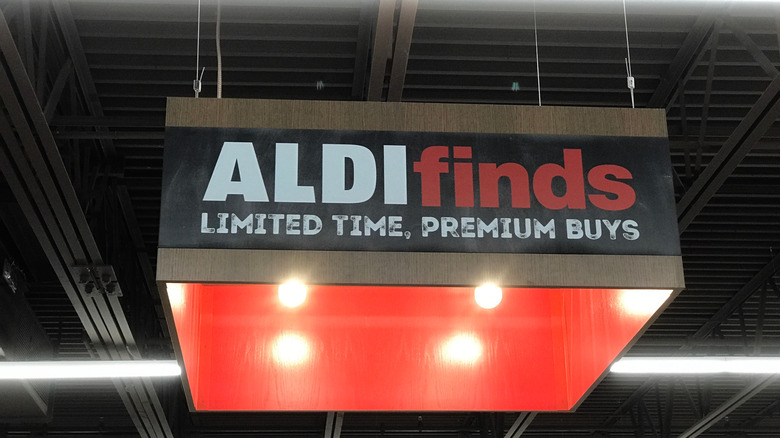 ALDIfinds
LIMITED TIME, PREMIUM BUYS